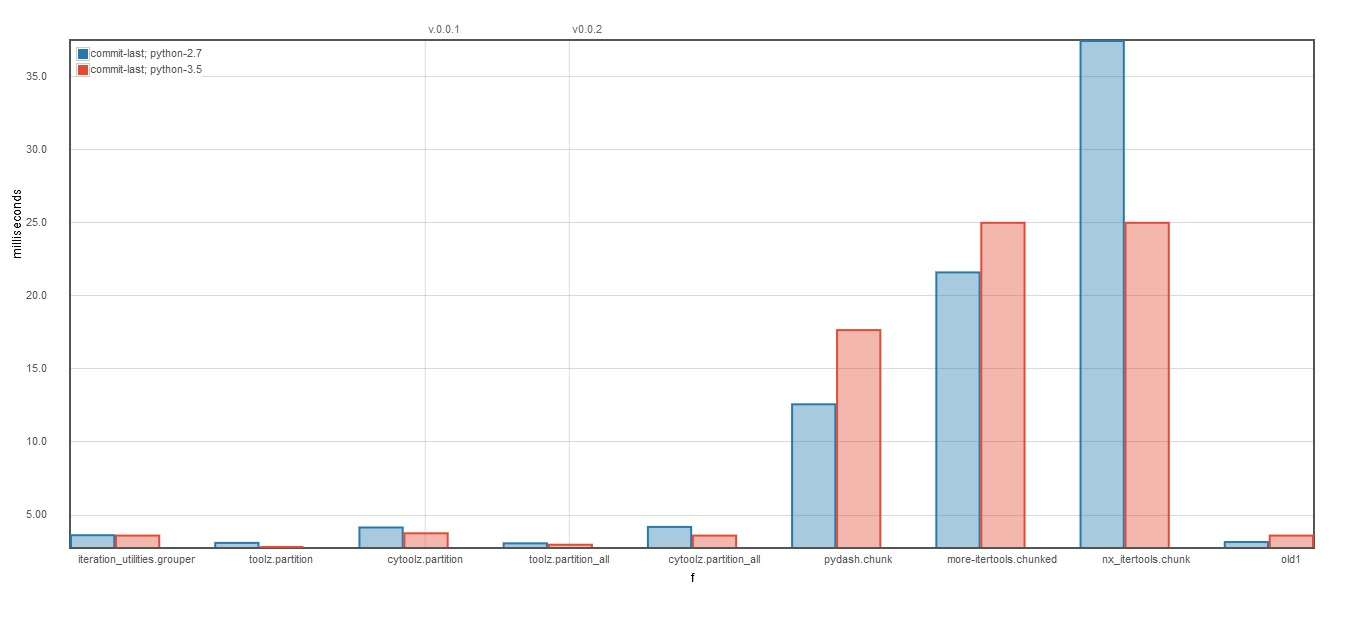 v.0.0.1
v0.0.2
commit-last; python-2.7
commit-last; python-3.5
35.0
30.0
25.0
20.0
15.0
10.0
5.00
milliseconds
iteration_utilities.grouper
toolz.partition
cytoolz.partition
toolz.partition_all
cytoolz.partition_all
pydash.chunk
more-itertools.chunked
nx_itertools.chunk
old1
f